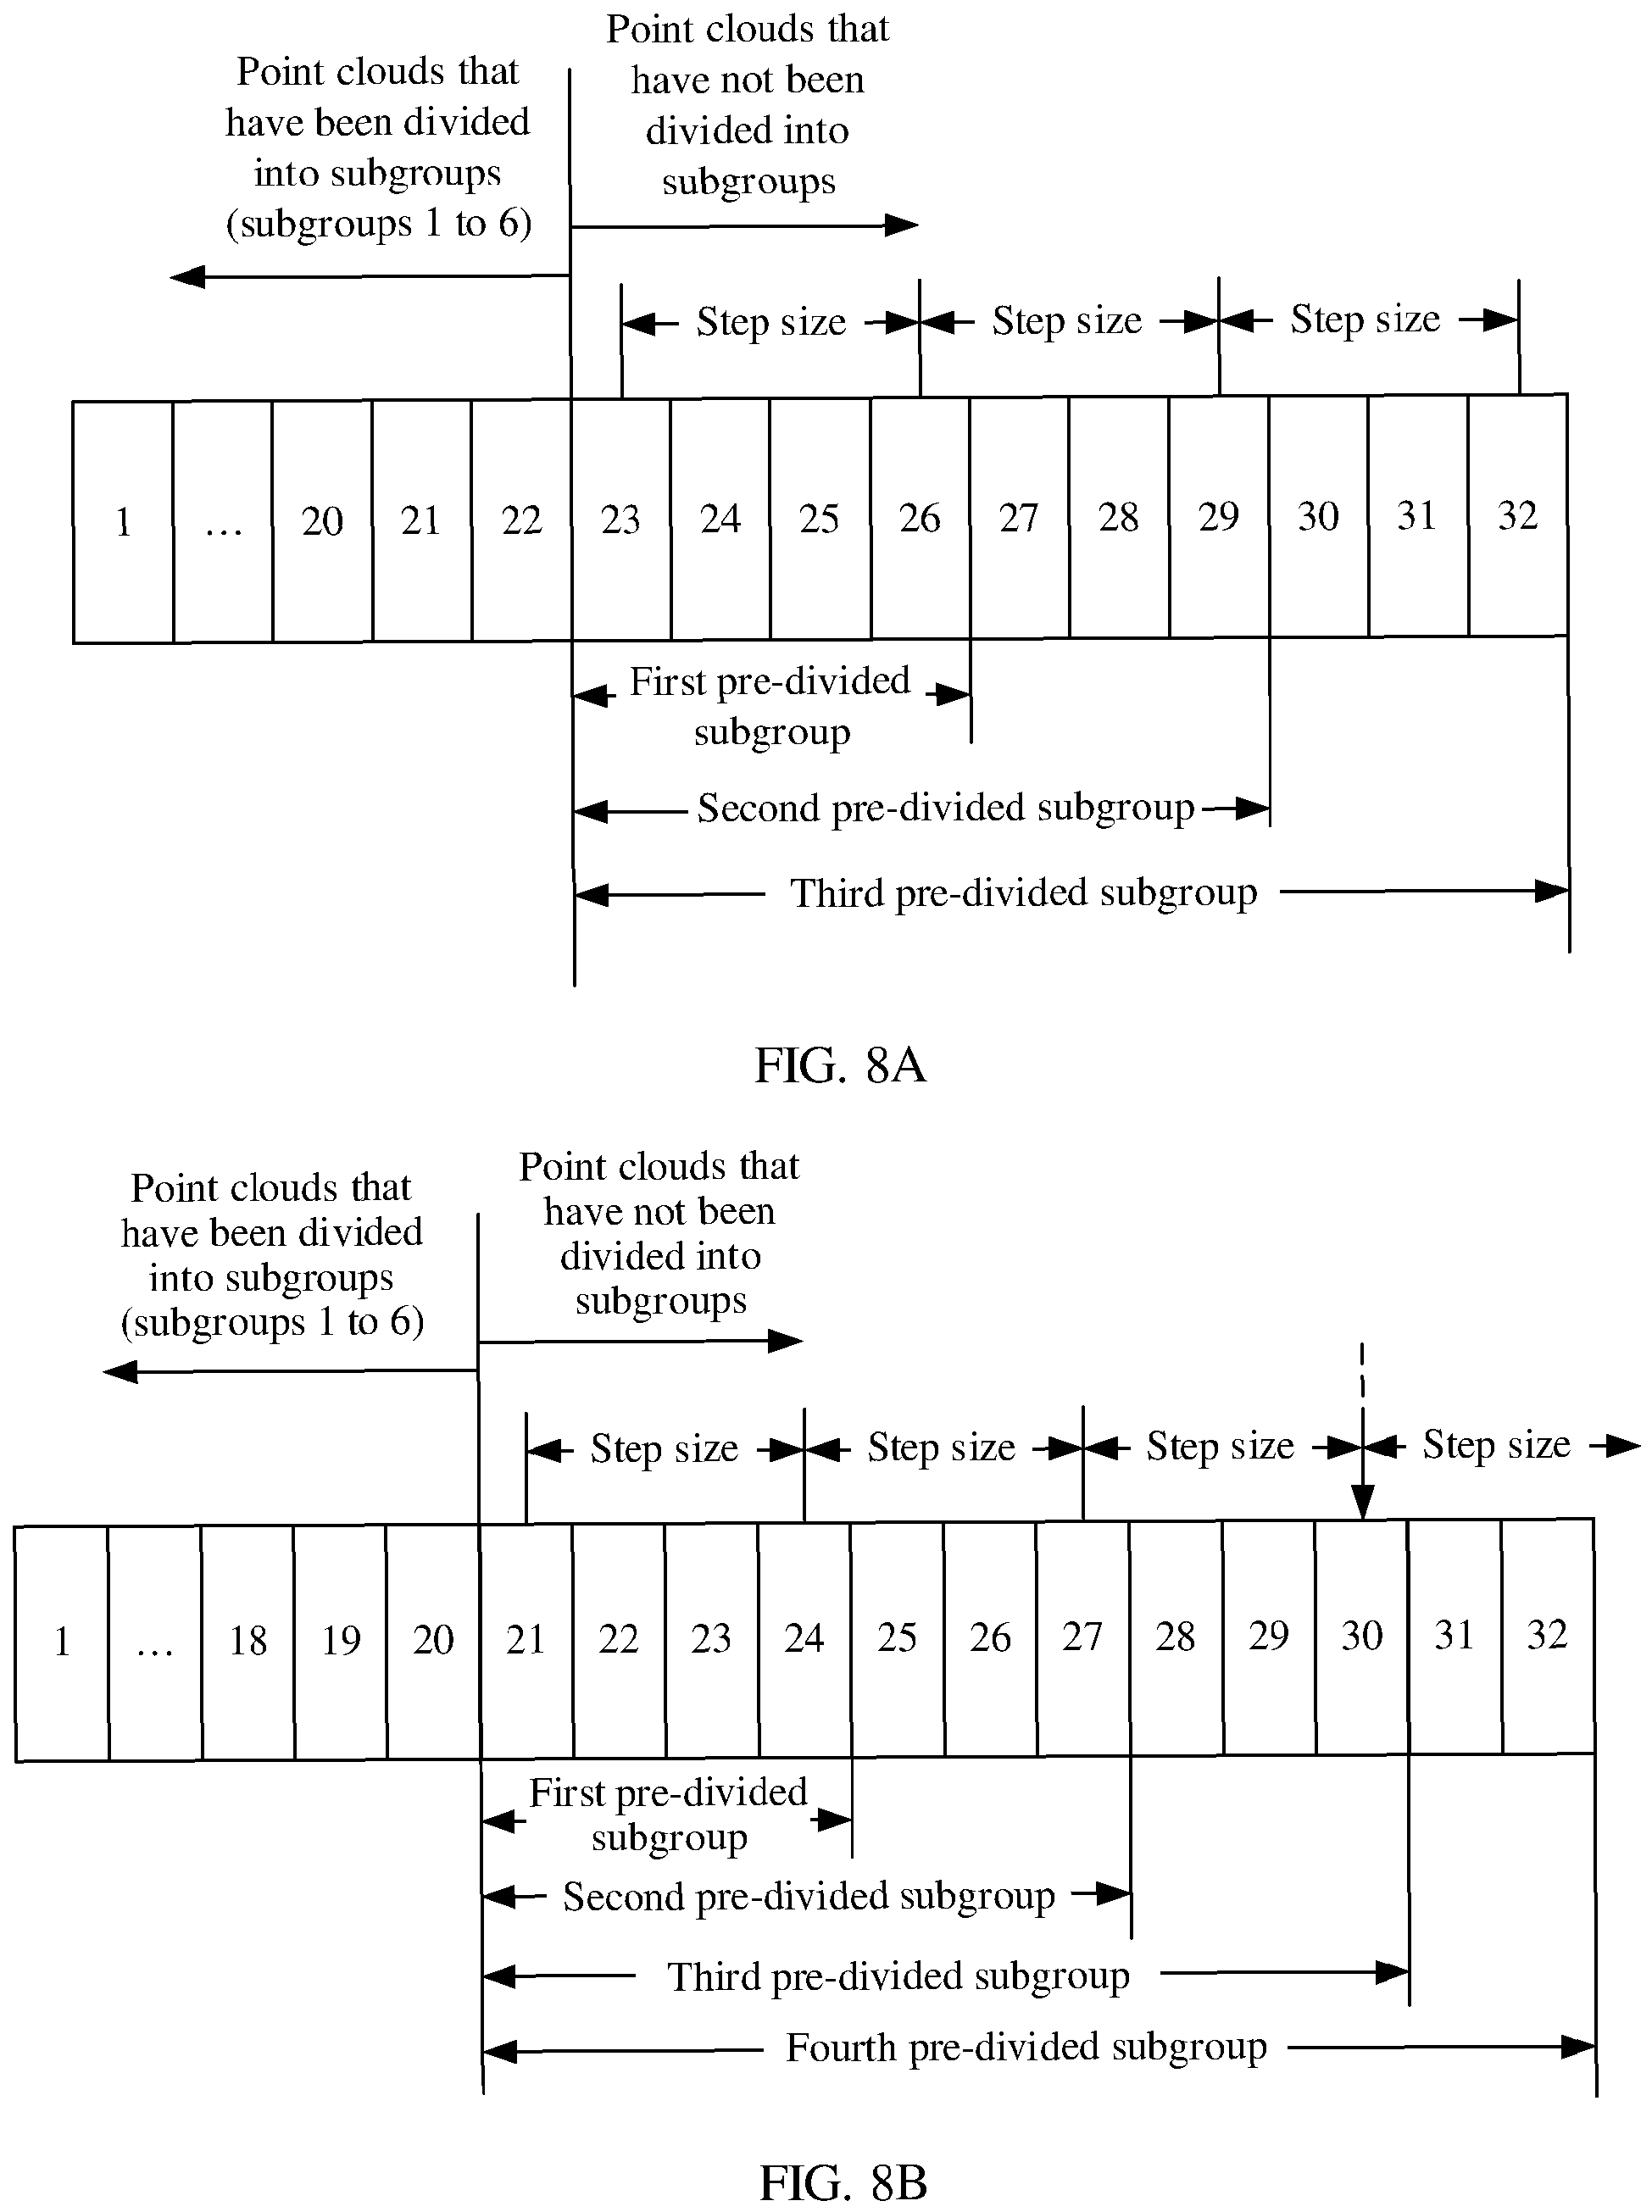 Point clouds that
have been divided
into subgroups
(subgroups 1 to 6)
Point clouds that
have not been
divided into
subgroups
Step size
Step size
Step size
1 … 20 21 22 23 24 25 26 27 28 29 30 31 32
First pre-divided
subgroup
Second pre-divided subgroup
Third pre-divided subgroup
FIG. 8A
Point clouds that
have been divided
into subgroups
(subgroups 1 to 6)
Point clouds that
have not been
divided into
subgroups
Step size
Step size
Step size
Step size
1 … 18 19 20 21 22 23 24 25 26 27 28 29 30 31 32
First pre-divided
subgroup
Second pre-divided subgroup
Third pre-divided subgroup
Fourth pre-divided subgroup
FIG. 8B